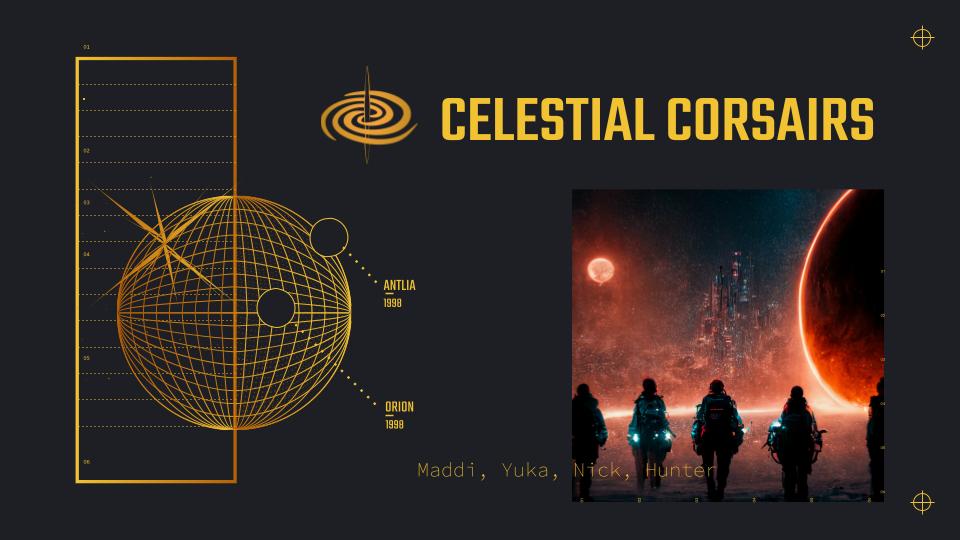 01
CELESTIAL CORSAIRS
02
03
04
ANTLIA
1998
05
ORION
1998
06
Maddi, Yuka, Nick, Hunter